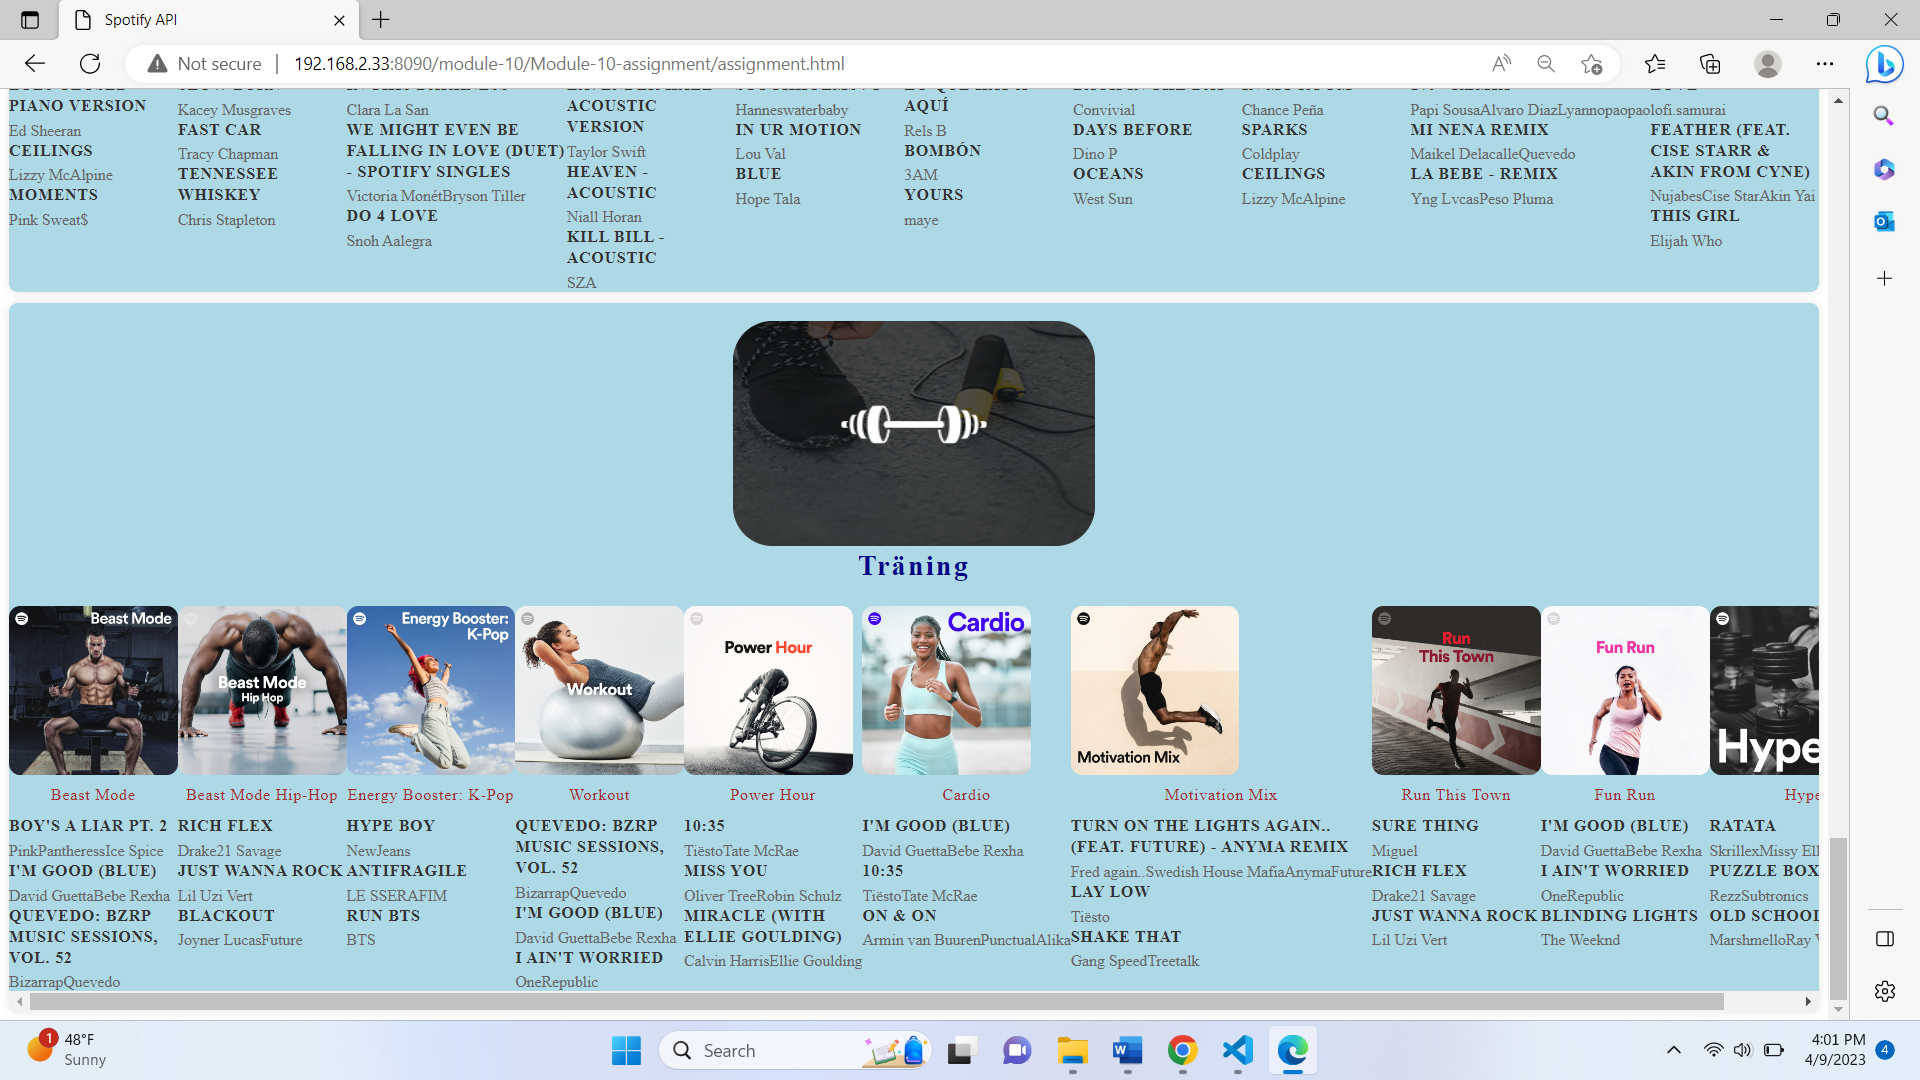 Spotify API
Not secure
192.168.2.33:8090/module-10/Module-10-assignment/assignment.html
PIANO VERSION
Ed Sheeran
CEILINGS
Lizzy McAlpine
MOMENTS
Pink Sweat$
Kacey Musgraves
FAST CAR
Tracy Chapman
TENNESSEE
WHISKEY
Chris Stapleton
Clara La San
WE MIGHT EVEN BE
FALLING IN LOVE (DUET)
- SPOTIFY SINGLES
Victoria MonétBryson Tiller
DO 4 LOVE
Snoh Aalegra
ACOUSTIC
VERSION
Taylor Swift
HEAVEN -
ACOUSTIC
Niall Horan
KILL BILL -
ACOUSTIC
SZA
Hanneswaterbaby
IN UR MOTION
Lou Val
BLUE
Hope Tala
AQUÍ
Rels B
BOMBÓN
3AM
YOURS
maye
Convivial
DAYS BEFORE
Dino P
OCEANS
West Sun
Chance Peña
SPARKS
Coldplay
CEILINGS
Lizzy McAlpine
Papi SousaAlvaro DiazLyannopaopao
MI NENA REMIX
Maikel DelacalleQuevedo
LA BEBE - REMIX
Yng LvcasPeso Pluma
lofi.samurai
FEATHER (FEAT.
CISE STARR &
AKIN FROM CYNE)
NujabesCise StarAkin Yai
THIS GIRL
Elijah Who
Träning
Beast Mode
Beast Mode
Hip Hop
Energy Booster:
K-Pop
Workout
Power Hour
Cardio
Motivation Mix
Run
This Town
Fun Run
Hype
Beast Mode
Beast Mode Hip-Hop
Energy Booster: K-Pop
Workout
Power Hour
Cardio
Motivation Mix
Run This Town
Fun Run
Hype
BOY'S A LIAR PT. 2
PinkPantheressIce Spice
I'M GOOD (BLUE)
David GuettaBebe Rexha
QUEVEDO: BZRP
MUSIC SESSIONS,
VOL. 52
BizarrapQuevedo
RICH FLEX
Drake21 Savage
JUST WANNA ROCK
Lil Uzi Vert
BLACKOUT
Joyner LucasFuture
HYPE BOY
NewJeans
ANTIFRAGILE
LE SSERAFIM
RUN BTS
BTS
QUEVEDO: BZRP
MUSIC SESSIONS,
VOL. 52
BizarrapQuevedo
I'M GOOD (BLUE)
David GuettaBebe Rexha
I AIN'T WORRIED
OneRepublic
10:35
TiëstoTate McRae
MISS YOU
Oliver TreeRobin Schulz
MIRACLE (WITH
ELLIE GOULDING)
Calvin HarrisEllie Goulding
I'M GOOD (BLUE)
David GuettaBebe Rexha
10:35
TiëstoTate McRae
ON & ON
Armin van BuurenPunctualAlika
TURN ON THE LIGHTS AGAIN..
(FEAT. FUTURE) - ANYMA REMIX
Fred again..Swedish House MafiaAnymaFuture
LAY LOW
Tiësto
SHAKE THAT
Gang SpeedTreetalk
SURE THING
Miguel
RICH FLEX
Drake21 Savage
JUST WANNA ROCK
Lil Uzi Vert
I'M GOOD (BLUE)
David GuettaBebe Rexha
I AIN'T WORRIED
OneRepublic
BLINDING LIGHTS
The Weeknd
RATATA
SkrillexMissy Ell
PUZZLE BOX
RezzSubtronics
OLD SCHOOL
MarshmelloRay V
1
48°F
Sunny
Search
4:01 PM
4/9/2023
4